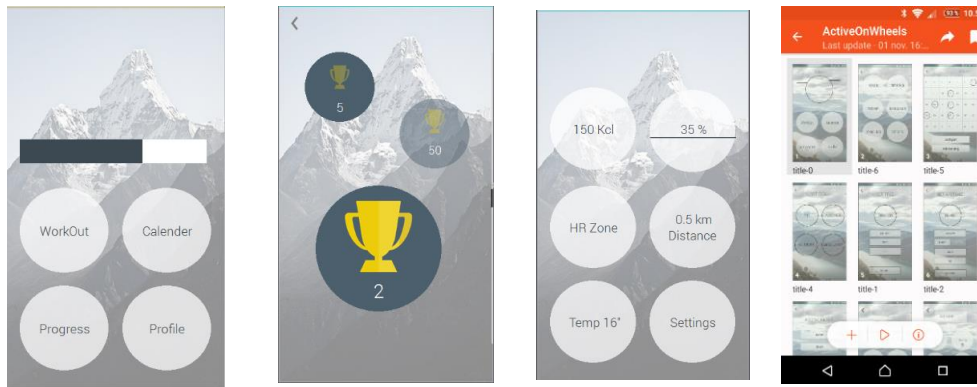 WorkOut
Calender
Progress
Profile
5
50
2
150 Kcl
35 %
HR Zone
0.5 km
Distance
Temp 16°
Settings
93%
ActiveOnWheels
Last update - 01 nov. 16:...
title-0
title-6
title-5
title-4
title-1
title-2